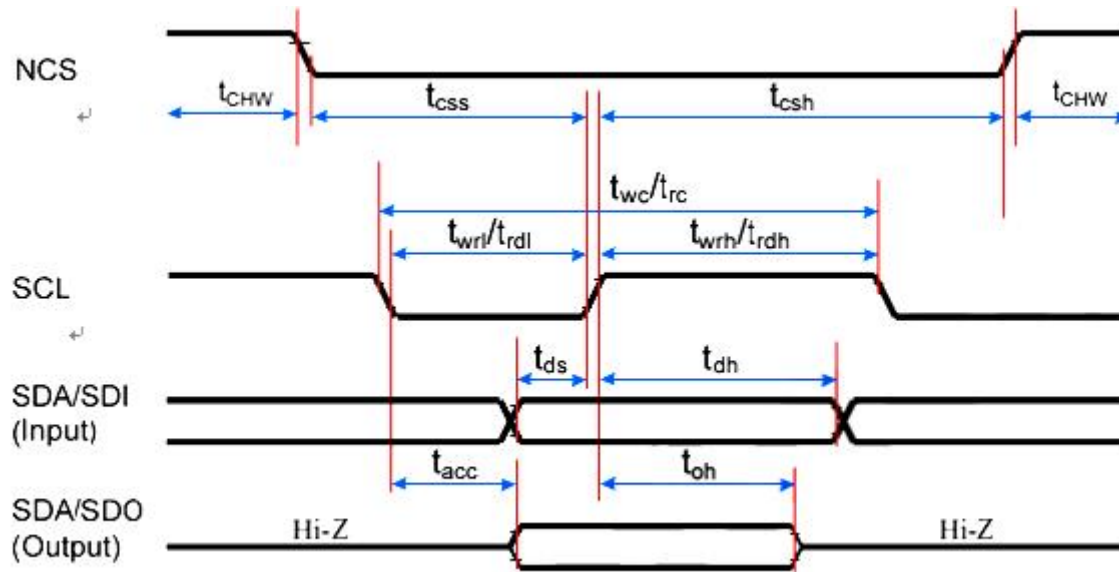 NCS
tCHW
tcss
tcsh
tCHW
twc/trc
twrl/trdl
twrh/trdh
SCL
tds
tdh
SDA/SDI
(Input)
tacc
toh
SDA/SDO
(Output)
Hi-Z
Hi-Z